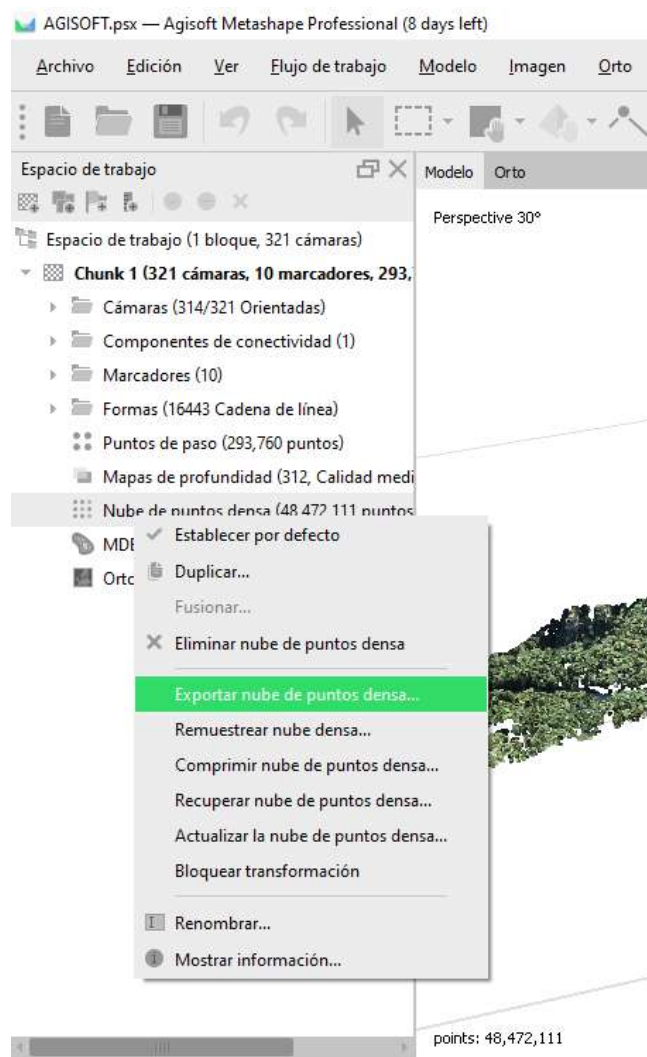 AGISOFT.psx — Agisoft Metashape Professional (8 days left)
Archivo Edición Ver Flujo de trabajo Modelo Imagen Orto
Espacio de trabajo
Modelo Orto
Perspective 30°
Espacio de trabajo (1 bloque, 321 cámaras)
Chunk 1 (321 cámaras, 10 marcadores, 293,
Cámaras (314/321 Orientadas)
Componentes de conectividad (1)
Marcadores (10)
Formas (16443 Cadena de línea)
Puntos de paso (293,760 puntos)
Mapas de profundidad (312, Calidad medi
Nube de puntos densa (48,472,111 puntos
MDE
Orto
Establecer por defecto
Duplicar...
Fusionar...
Eliminar nube de puntos densa
Exportar nube de puntos densa...
Remuestrear nube densa...
Comprimir nube de puntos densa...
Recuperar nube de puntos densa...
Actualizar la nube de puntos densa...
Bloquear transformación
Renombrar...
Mostrar información...
points: 48,472,111